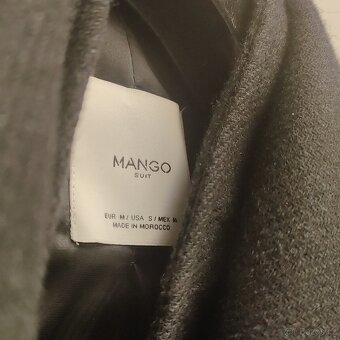 MANGO
SUIT
EUR M / USA S / MEX M
MADE IN MOROCCO